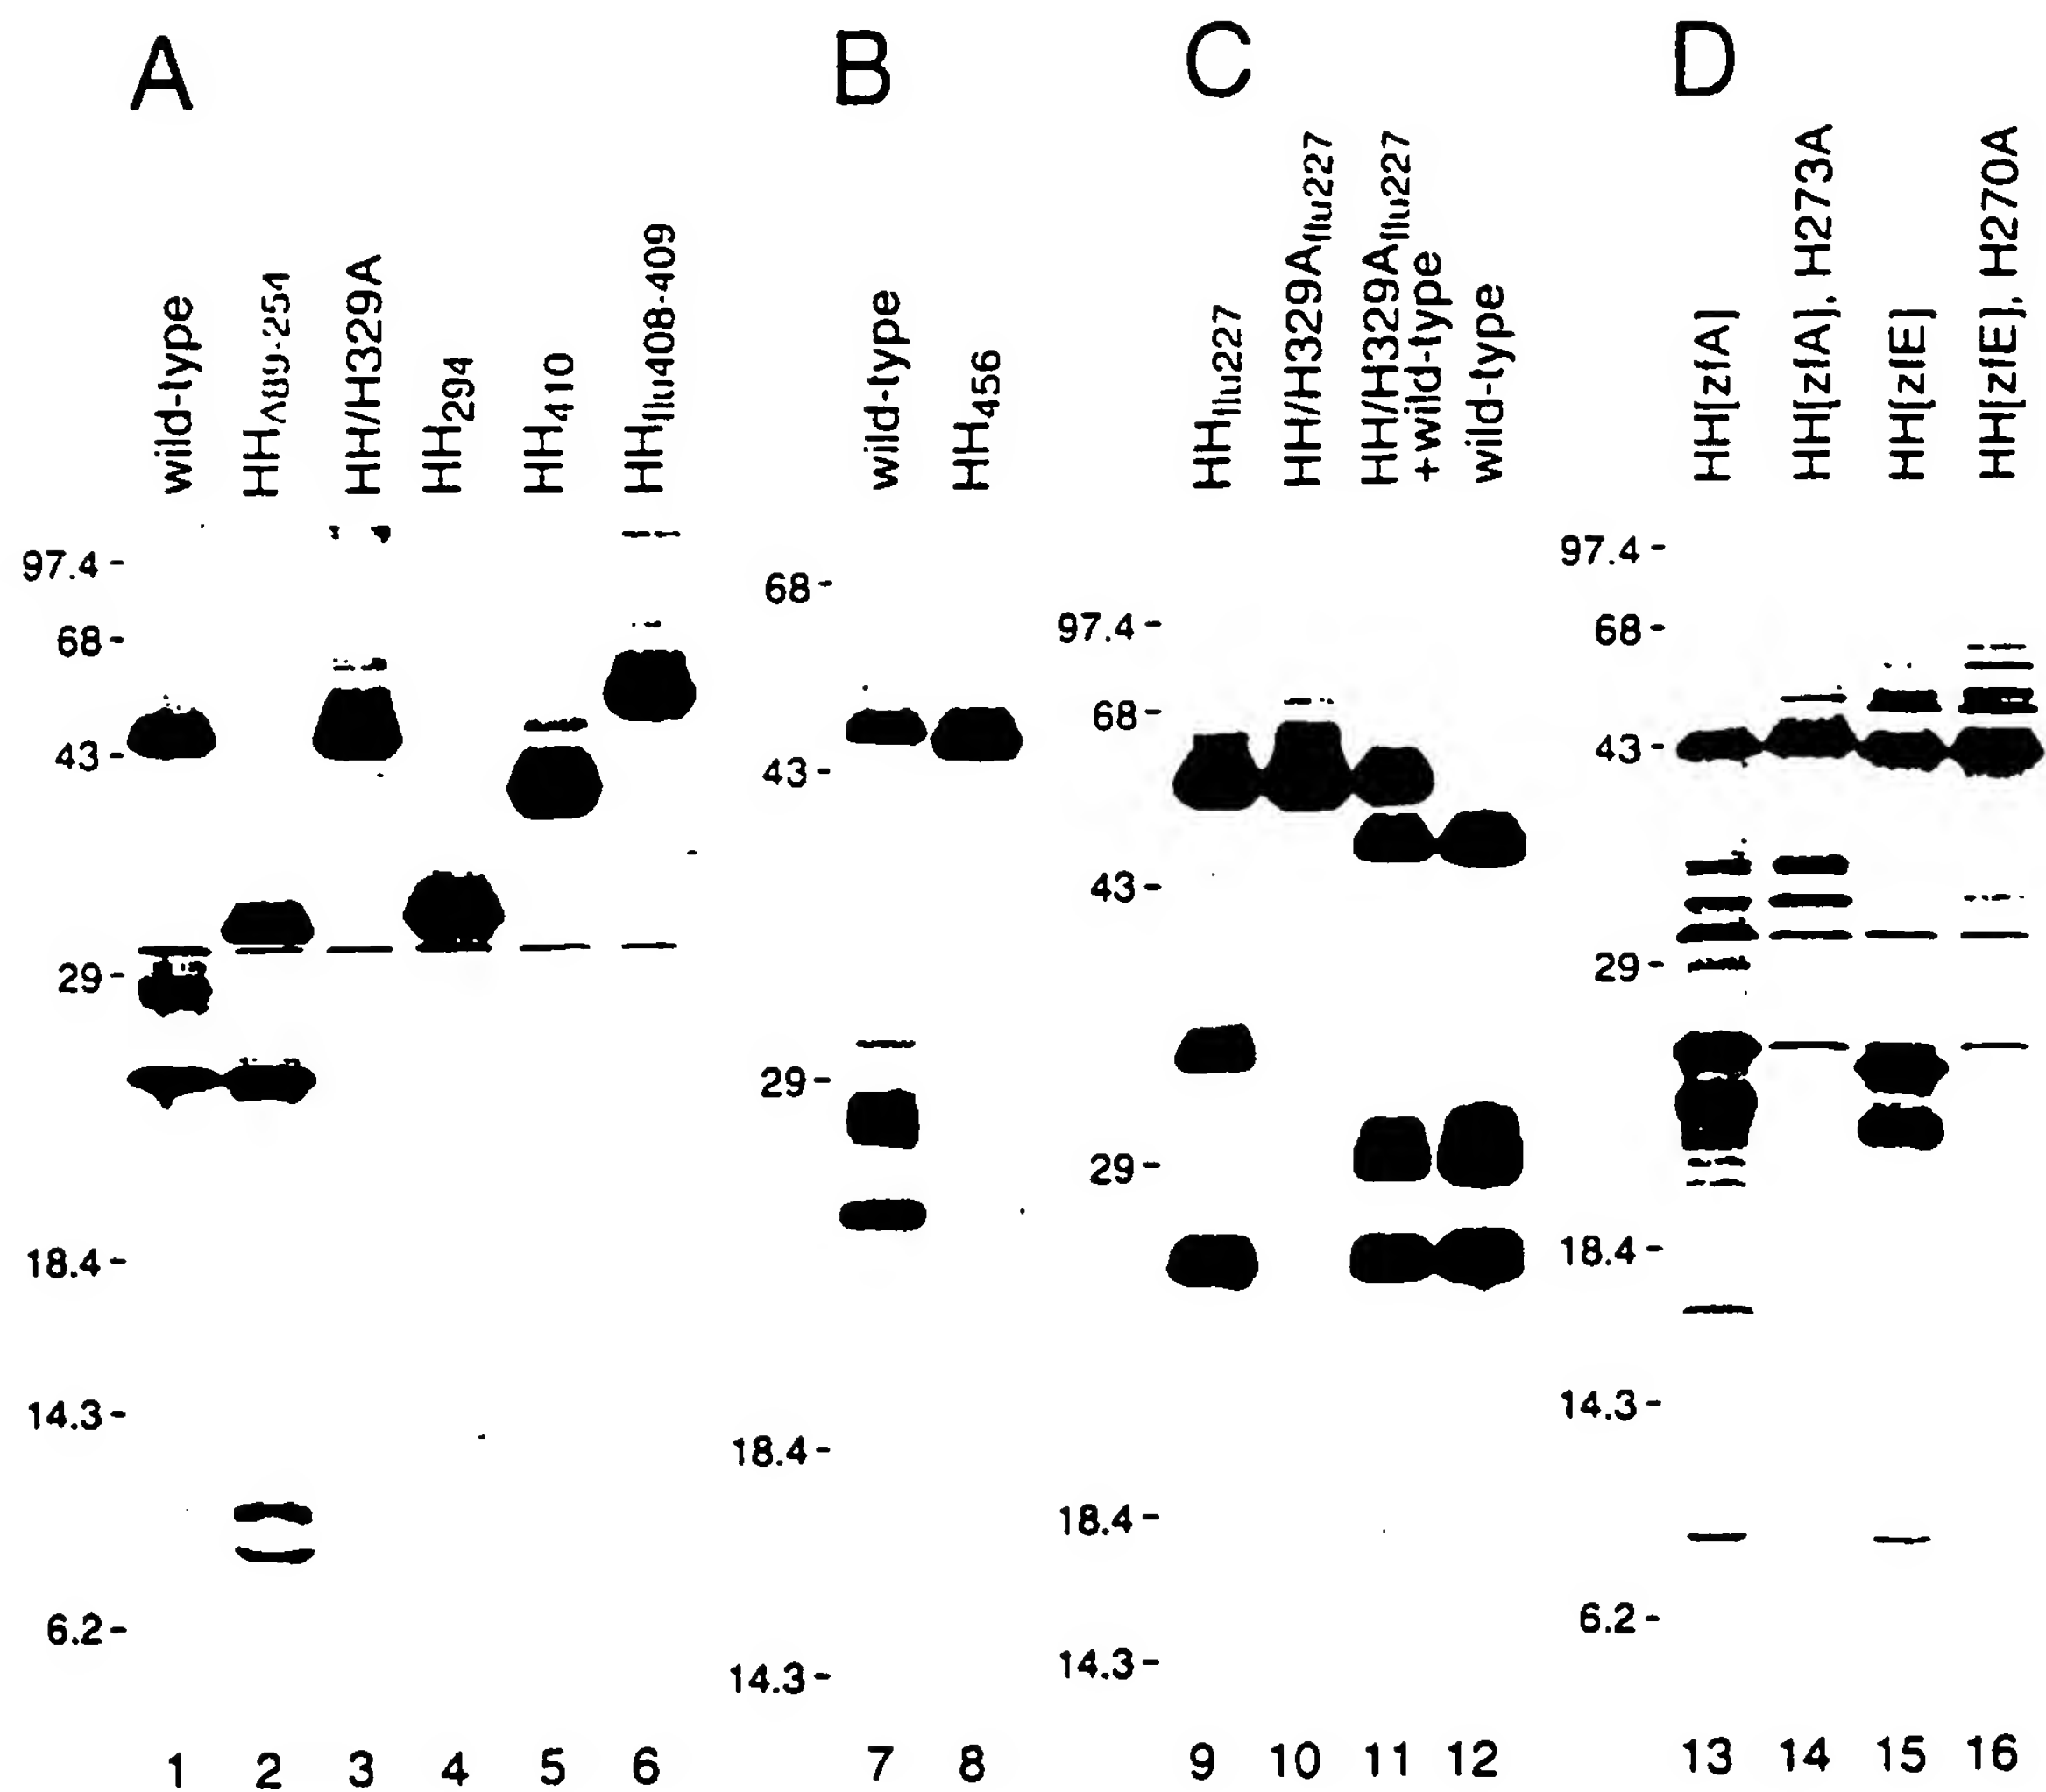 A
B
C
D
wild-type
HHΔ89-254
HH/H329A
HH294
HH410
HHflu408-409
wild-type
HH456
HHflu227
HH/H329Aflu227
HH/H329Aflu227
+wild-type
wild-type
HH[zfA]
HH[zfA], H273A
HH[zfE]
HH[zfE], H270A
97.4-
68-
43-
29-
18.4-
14.3-
6.2-
68-
43-
29-
18.4-
14.3-
97.4-
68-
43-
29-
18.4-
14.3-
97.4-
68-
43-
29-
18.4-
14.3-
6.2-
1 2 3 4 5 6
7 8
9 10 11 12
13 14 15 16